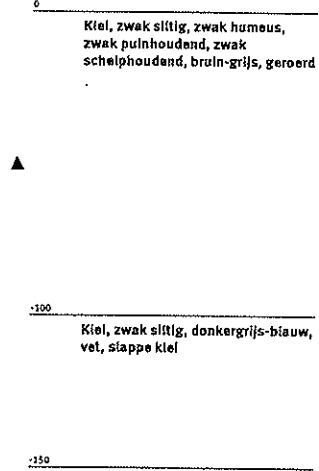 0
Klei, zwak siltig, zwak humeus,
zwak puinhoudend, zwak
schelphoudend, bruin-grijs, geroerd
-100
Klei, zwak siltig, donkergrijs-blauw,
vet, slappe klei
-150